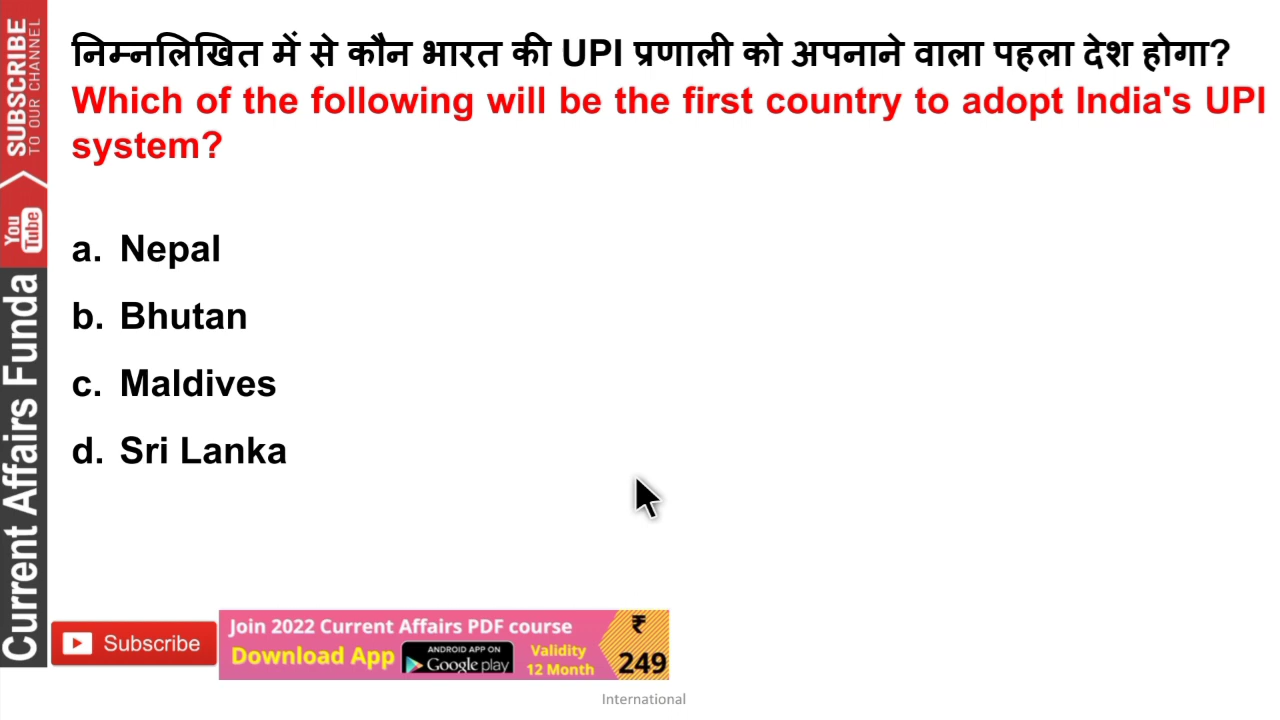 निम्नलिखित में से कौन भारत की UPI प्रणाली को अपनाने वाला पहला देश होगा?
Which of the following will be the first country to adopt India's UPI
system?
a. Nepal
b. Bhutan
c. Maldives
d. Sri Lanka
SUBSCRIBE
TO OUR CHANNEL
You
Tube
Current Affairs Funda
Subscribe
Join 2022 Current Affairs PDF course
Download App
ANDROID APP ON
Google play
Validity
12 Month
₹
249
International